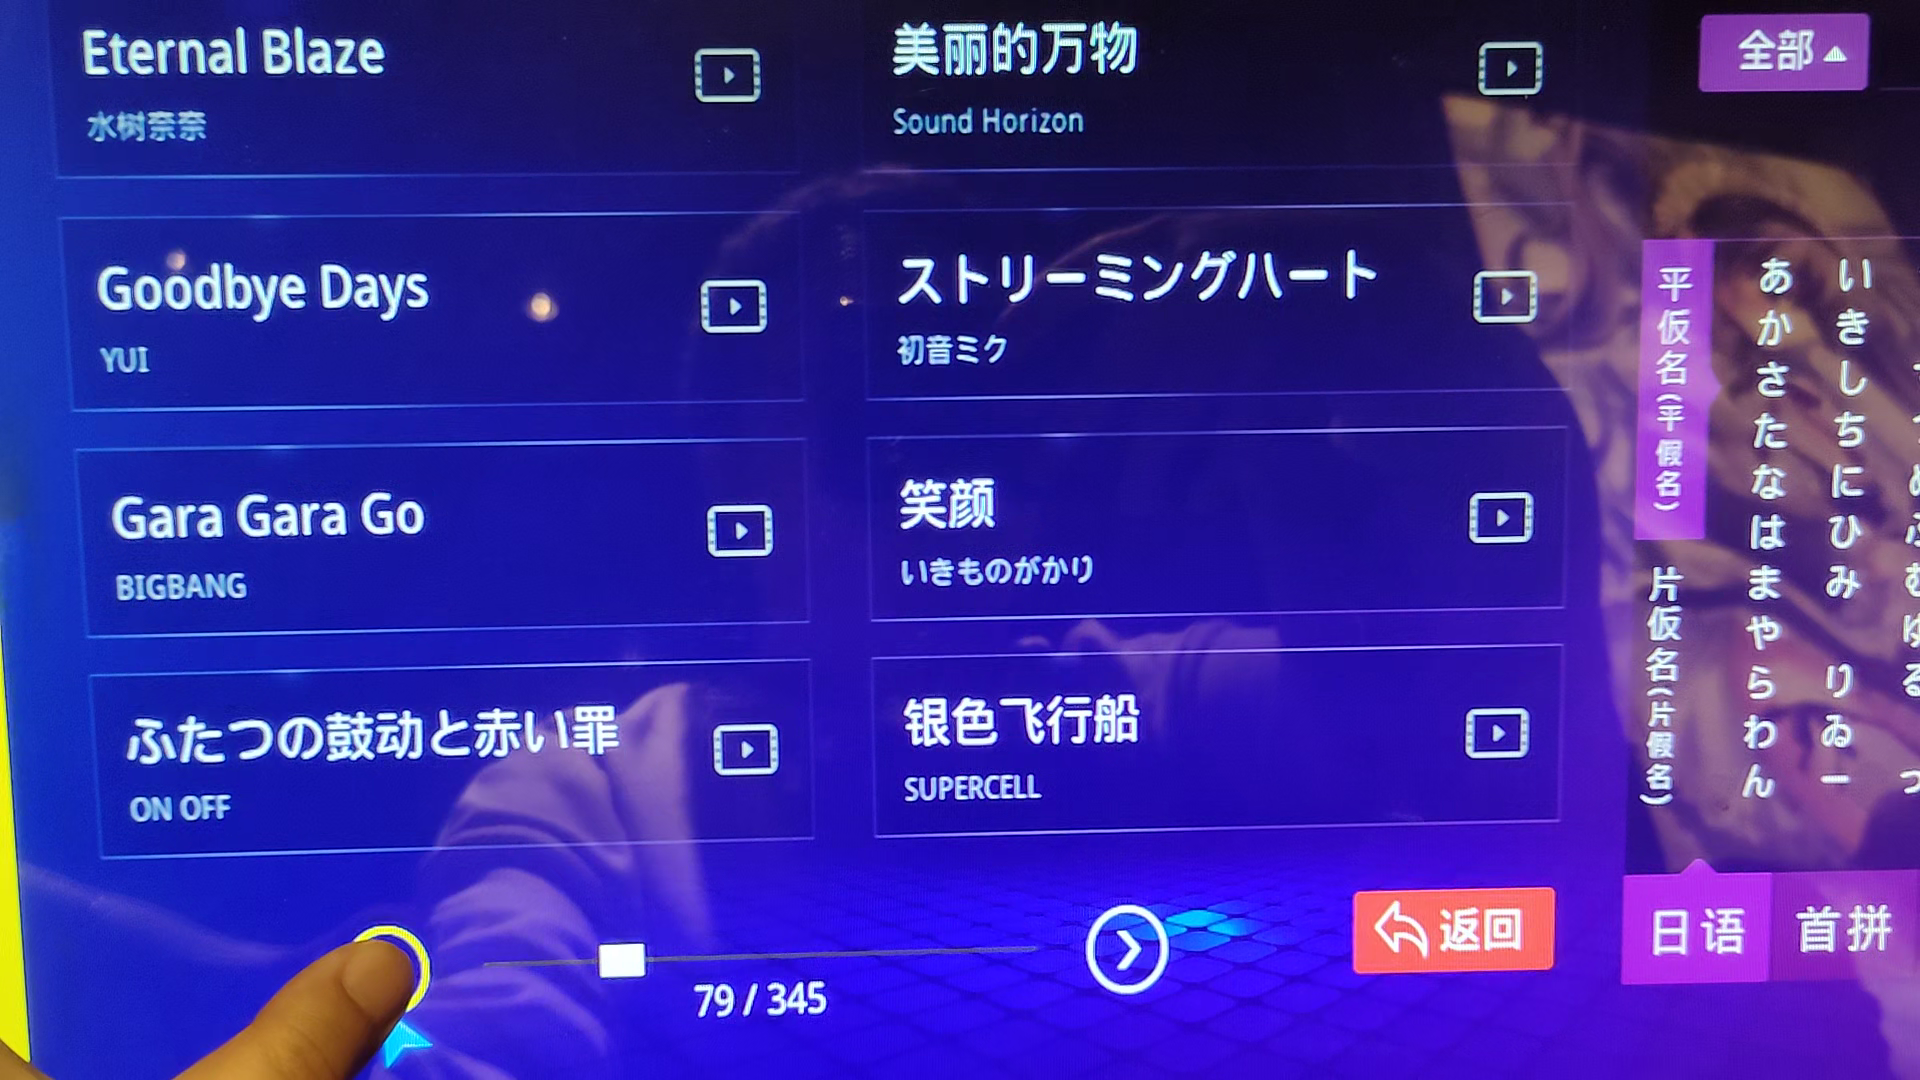 Eternal Blaze
水树奈奈
美丽的万物
Sound Horizon
Goodbye Days
YUI
ストリーミングハート
初音ミク
Gara Gara Go
BIGBANG
笑颜
いきものがかり
ふたつの鼓动と赤い罪
ON OFF
银色飞行船
SUPERCELL
79 / 345
返回
全部
平仮名(平假名)
片仮名(片假名)
あかさたなはまやらわん
いきしちにひみ りゐー
日语
首拼